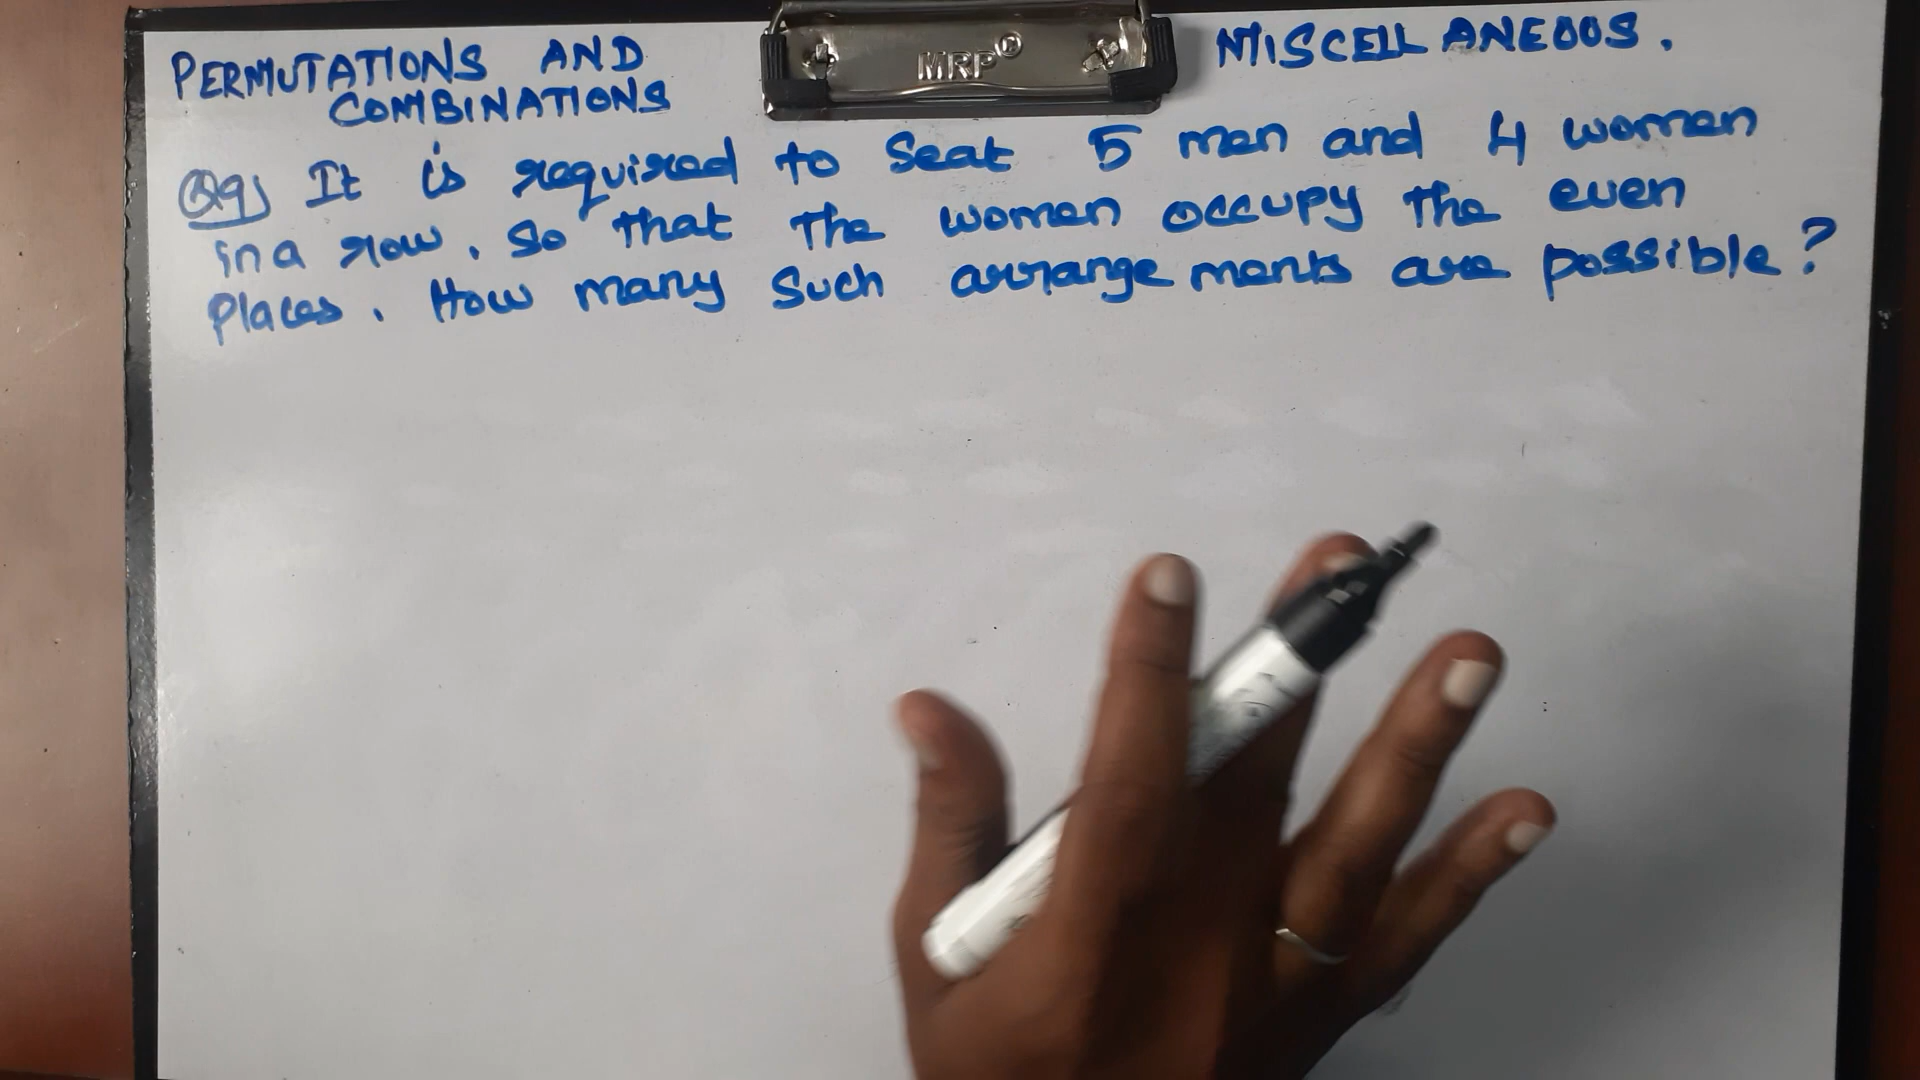 PERMUTATIONS AND
COMBINATIONS
MRP®
MISCELLANEOUS.
Q9) It is required to seat 5 men and 4 women
in a row, so that the women occupy the even
places. How many such arrangements are possible?